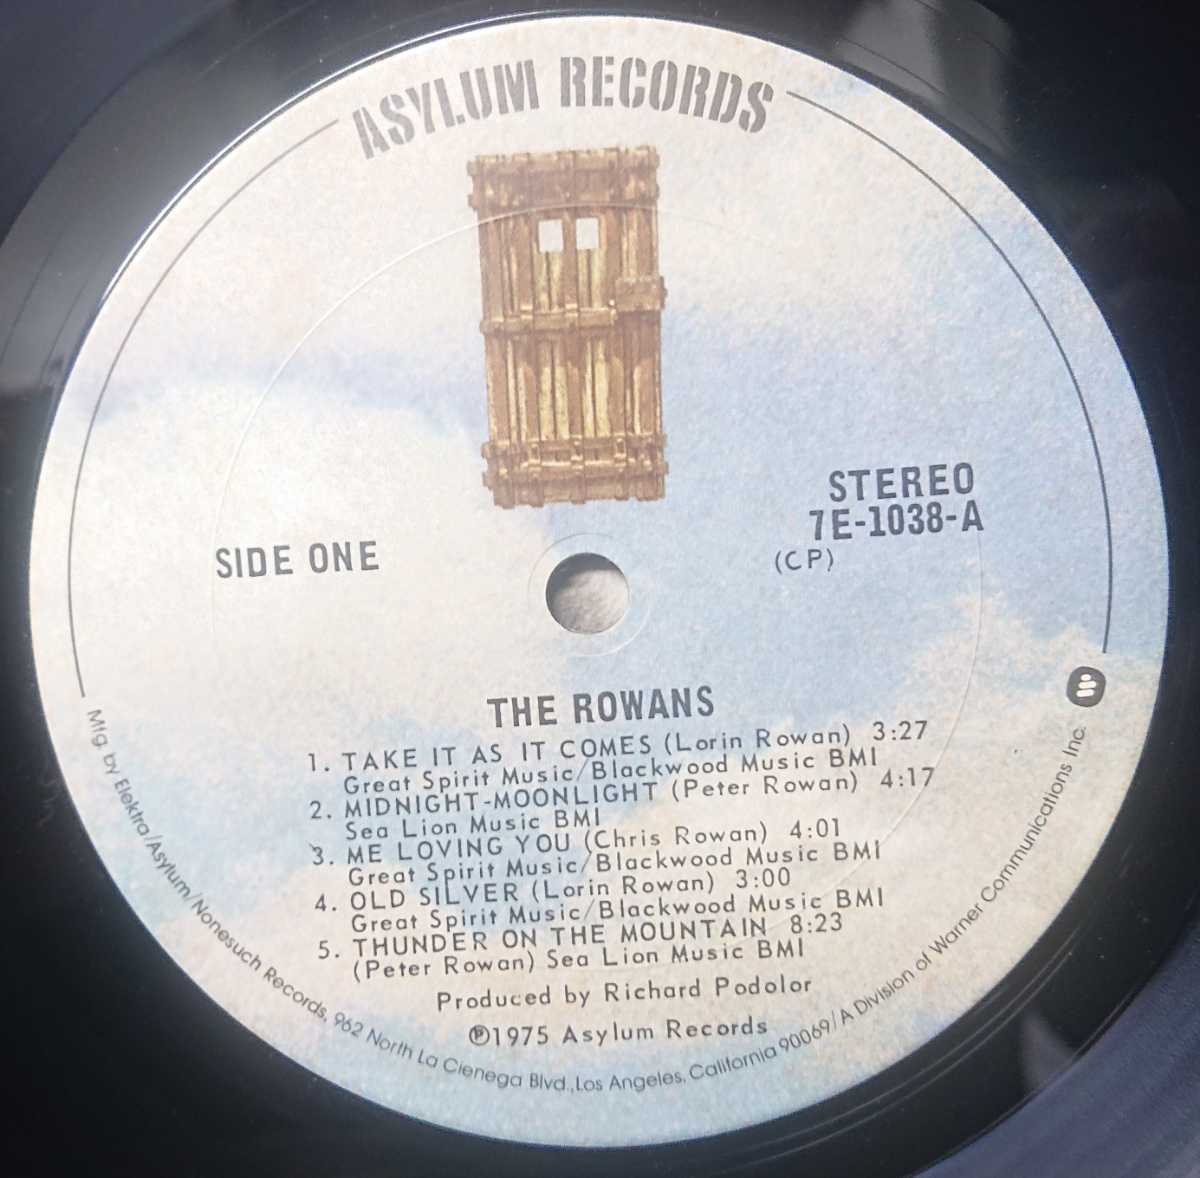 ASYLUM RECORDS
STEREO
7E-1038-A
(CP)
SIDE ONE
THE ROWANS
1. TAKE IT AS IT COMES (Lorin Rowan) 3:27
Great Spirit Music/Blackwood Music BMI
2. MIDNIGHT-MOONLIGHT (Peter Rowan) 4:17
Sea Lion Music BMI
3. ME LOVING YOU (Chris Rowan) 4:01
Great Spirit Music/Blackwood Music BMI
4. OLD SILVER (Lorin Rowan) 3:00
Great Spirit Music/Blackwood Music BMI
5. THUNDER ON THE MOUNTAIN 8:23
(Peter Rowan) Sea Lion Music BMI
Produced by Richard Podolor
℗1975 Asylum Records
Mfg. by Elektra/Asylum/Nonesuch Records, 962 North La Cienega Blvd., Los Angeles, California 90069/A Division of Warner Communications Inc.